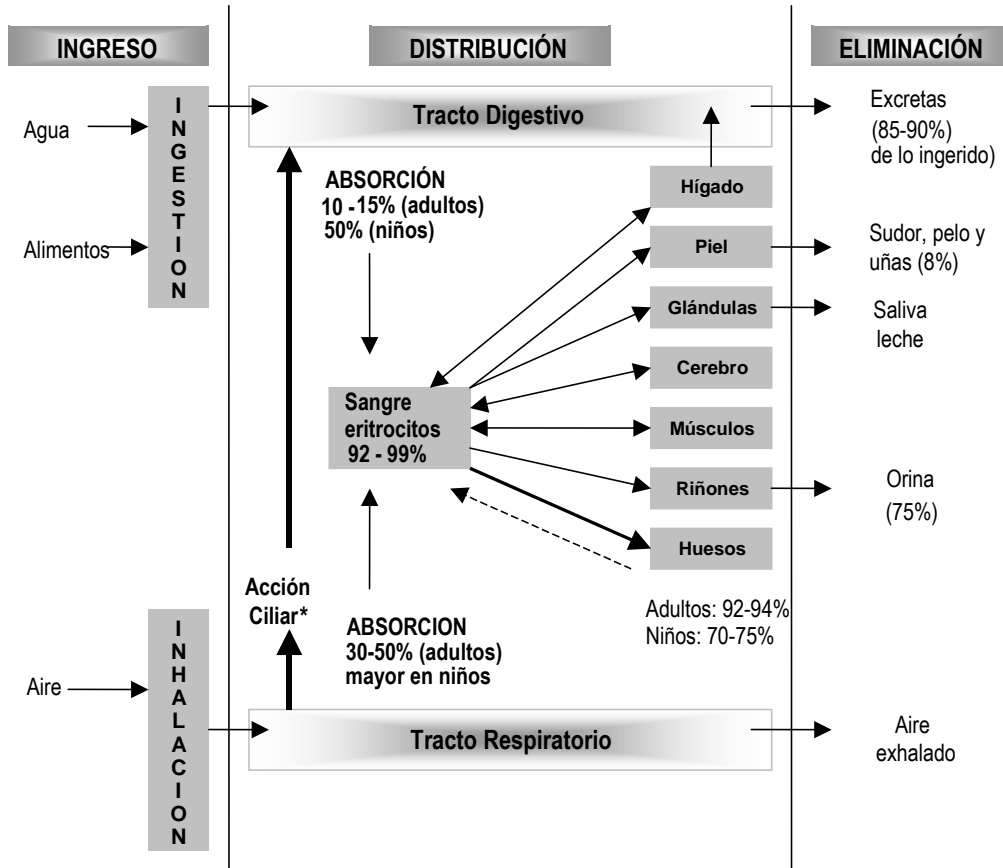 INGRESO
DISTRIBUCIÓN
ELIMINACIÓN
INGESTION
Agua
Alimentos
Tracto Digestivo
Excretas
(85-90%)
de lo ingerido)
ABSORCIÓN
10 -15% (adultos)
50% (niños)
Hígado
Piel
Sudor, pelo y
uñas (8%)
Glándulas
Saliva
leche
Cerebro
Sangre
eritrocitos
92 - 99%
Músculos
Riñones
Orina
(75%)
Huesos
Adultos: 92-94%
Niños: 70-75%
Acción
Ciliar*
ABSORCION
30-50% (adultos)
mayor en niños
INHALACION
Aire
Tracto Respiratorio
Aire
exhalado